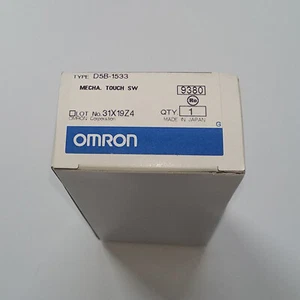 TYPE D5B-1533
MECHA. TOUCH SW 9380
LOT No. 31X19Z4 QTY. 1
OMRON Corporation MADE IN JAPAN
G
OMRON